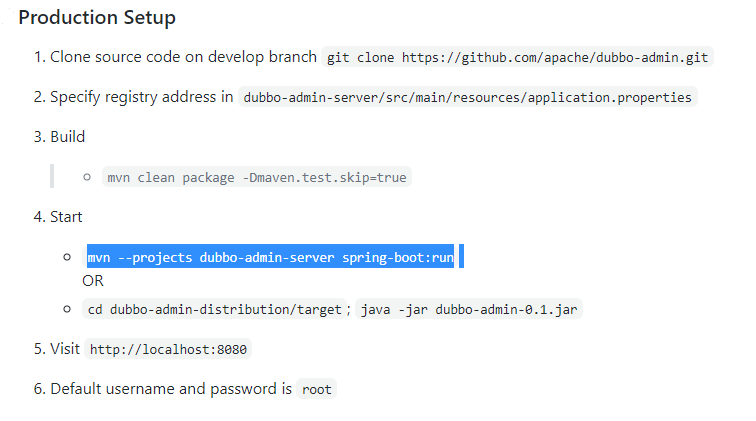 Production Setup
1. Clone source code on develop branch git clone https://github.com/apache/dubbo-admin.git
2. Specify registry address in dubbo-admin-server/src/main/resources/application.properties
3. Build
mvn clean package -Dmaven.test.skip=true
4. Start
mvn --projects dubbo-admin-server spring-boot:run
OR
cd dubbo-admin-distribution/target; java -jar dubbo-admin-0.1.jar
5. Visit http://localhost:8080
6. Default username and password is root